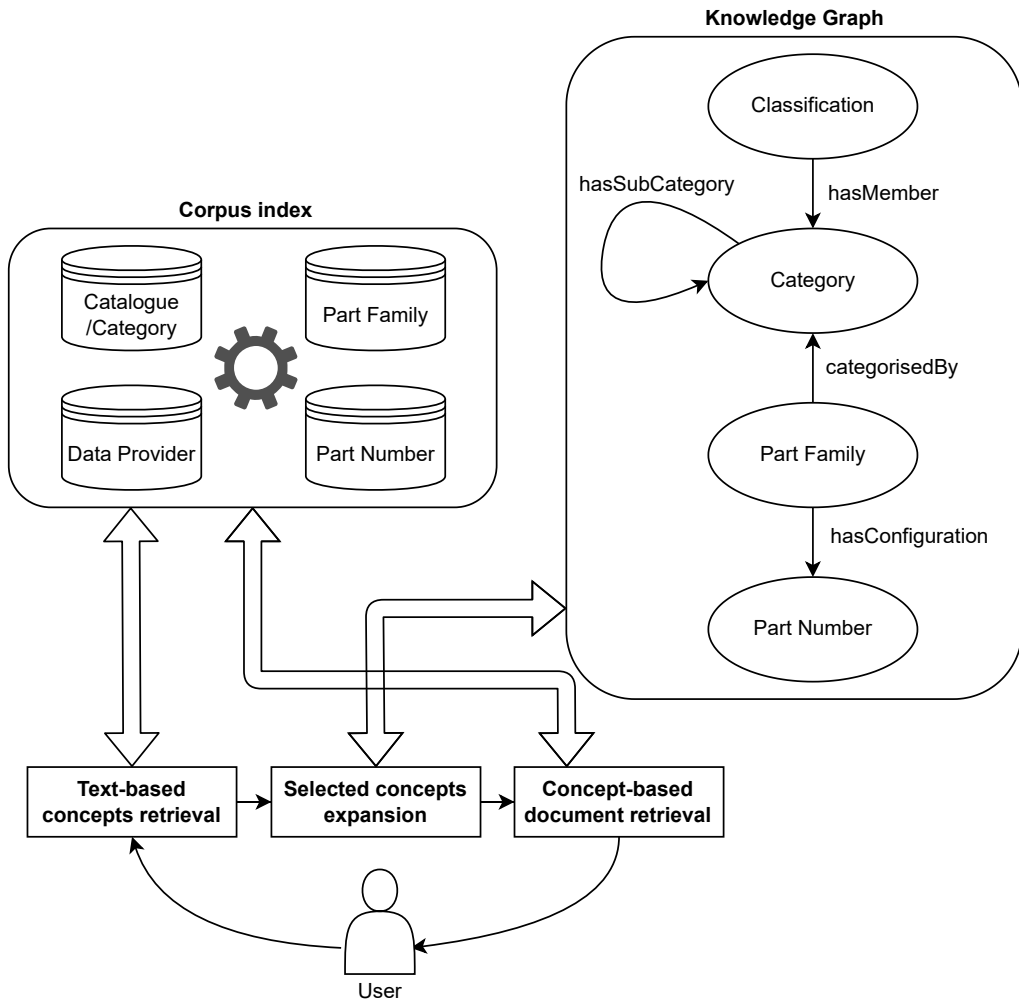 Knowledge Graph
Classification
hasMember
hasSubCategory
Category
categorisedBy
Part Family
hasConfiguration
Part Number
Corpus index
Catalogue
/Category
Part Family
Data Provider
Part Number
Text-based
concepts retrieval
Selected concepts
expansion
Concept-based
document retrieval
User